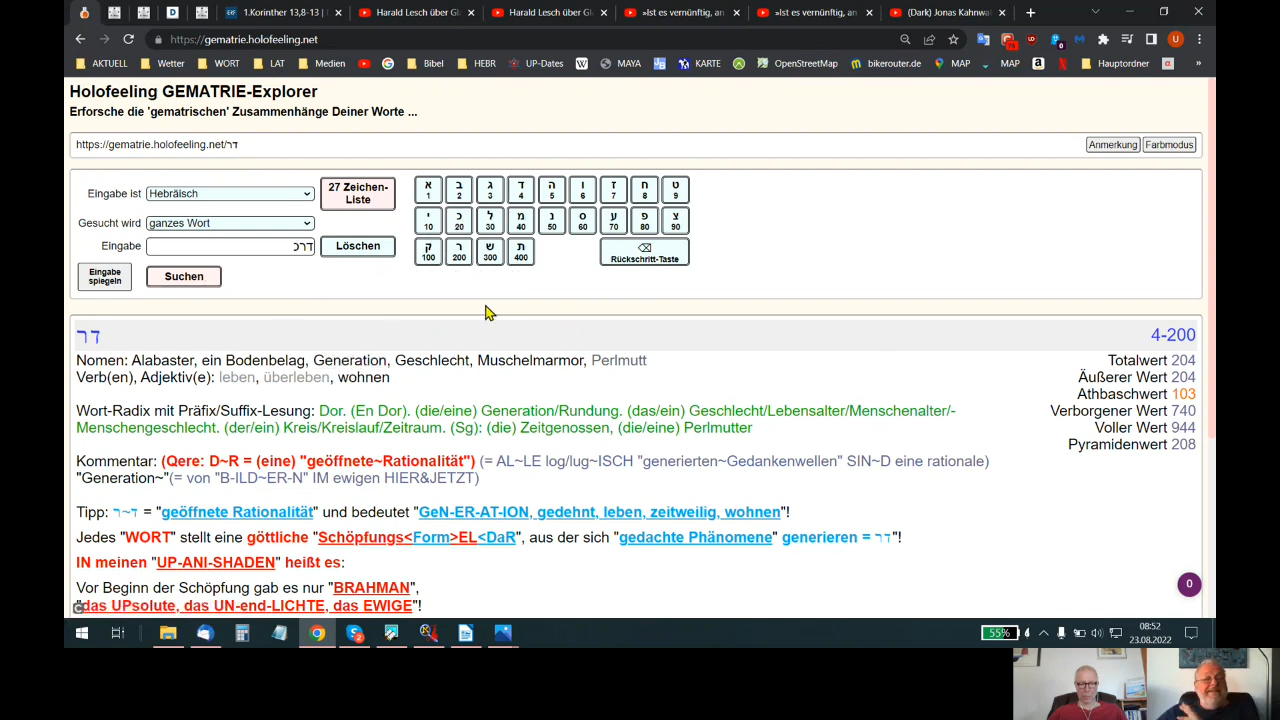 1.Korinther 13,8-13 | 
Harald Lesch über Gl
Harald Lesch über Gl
»Ist es vernünftig, an
»Ist es vernünftig, an
(Dark) Jonas Kahnwa
https://gematrie.holofeeling.net
AKTUELL Wetter WORT LAT Medien Bibel HEBR UP-Dates MAYA KARTE OpenStreetMap bikerouter.de MAP MAP Hauptordner »
Holofeeling GEMATRIE-Explorer
Erforsche die 'gematrischen' Zusammenhänge Deiner Worte ...
https://gematrie.holofeeling.net/דר
Anmerkung Farbmodus
Eingabe ist Hebräisch
27 Zeichen-
Liste
Gesucht wird ganzes Wort
Eingabe דרכ Löschen
Eingabe
spiegeln
Suchen
א ב ג ד ה ו ז ח ט
1 2 3 4 5 6 7 8 9
י כ ל מ נ ס ע פ צ
10 20 30 40 50 60 70 80 90
ק ר ש ת ⌫
100 200 300 400 Rückschritt-Taste
דר 4-200
Nomen: Alabaster, ein Bodenbelag, Generation, Geschlecht, Muschelmarmor, Perlmutt
Verb(en), Adjektiv(e): leben, überleben, wohnen
Totalwert 204
Äußerer Wert 204
Athbaschwert 103
Verborgener Wert 740
Voller Wert 944
Pyramidenwert 208
Wort-Radix mit Präfix/Suffix-Lesung: Dor. (En Dor). (die/eine) Generation/Rundung. (das/ein) Geschlecht/Lebensalter/Menschenalter/-
Menschengeschlecht. (der/ein) Kreis/Kreislauf/Zeitraum. (Sg): (die) Zeitgenossen, (die/eine) Perlmutter
Kommentar: (Qere: D~R = (eine) "geöffnete~Rationalität") (= AL~LE log/lug~ISCH "generierten~Gedankenwellen" SIN~D eine rationale)
"Generation~"(= von "B-ILD~ER-N" IM ewigen HIER&JETZT)
Tipp: ד~ר = "geöffnete Rationalität" und bedeutet "GeN-ER-AT-ION, gedehnt, leben, zeitweilig, wohnen"!
Jedes "WORT" stellt eine göttliche "Schöpfungs<Form>EL<DaR", aus der sich "gedachte Phänomene" generieren = דר"!
IN meinen "UP-ANI-SHADEN" heißt es:
Vor Beginn der Schöpfung gab es nur "BRAHMAN",
"das UPsolute, das UN-end-LICHTE, das EWIGE"!
0
55%
08:52
23.08.2022